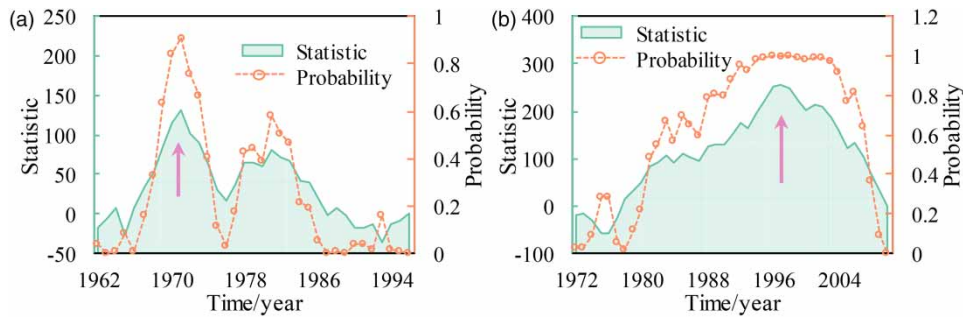 (a)
250
200
150
100
50
0
-50
Statistic
Statistic
Probability
1
0.8
0.6
0.4
0.2
0
Probability
1962 1970 1978 1986 1994
Time/year
(b)
400
300
200
100
0
-100
Statistic
Statistic
Probability
1.2
1
0.8
0.6
0.4
0.2
0
Probability
1972 1980 1988 1996 2004
Time/year